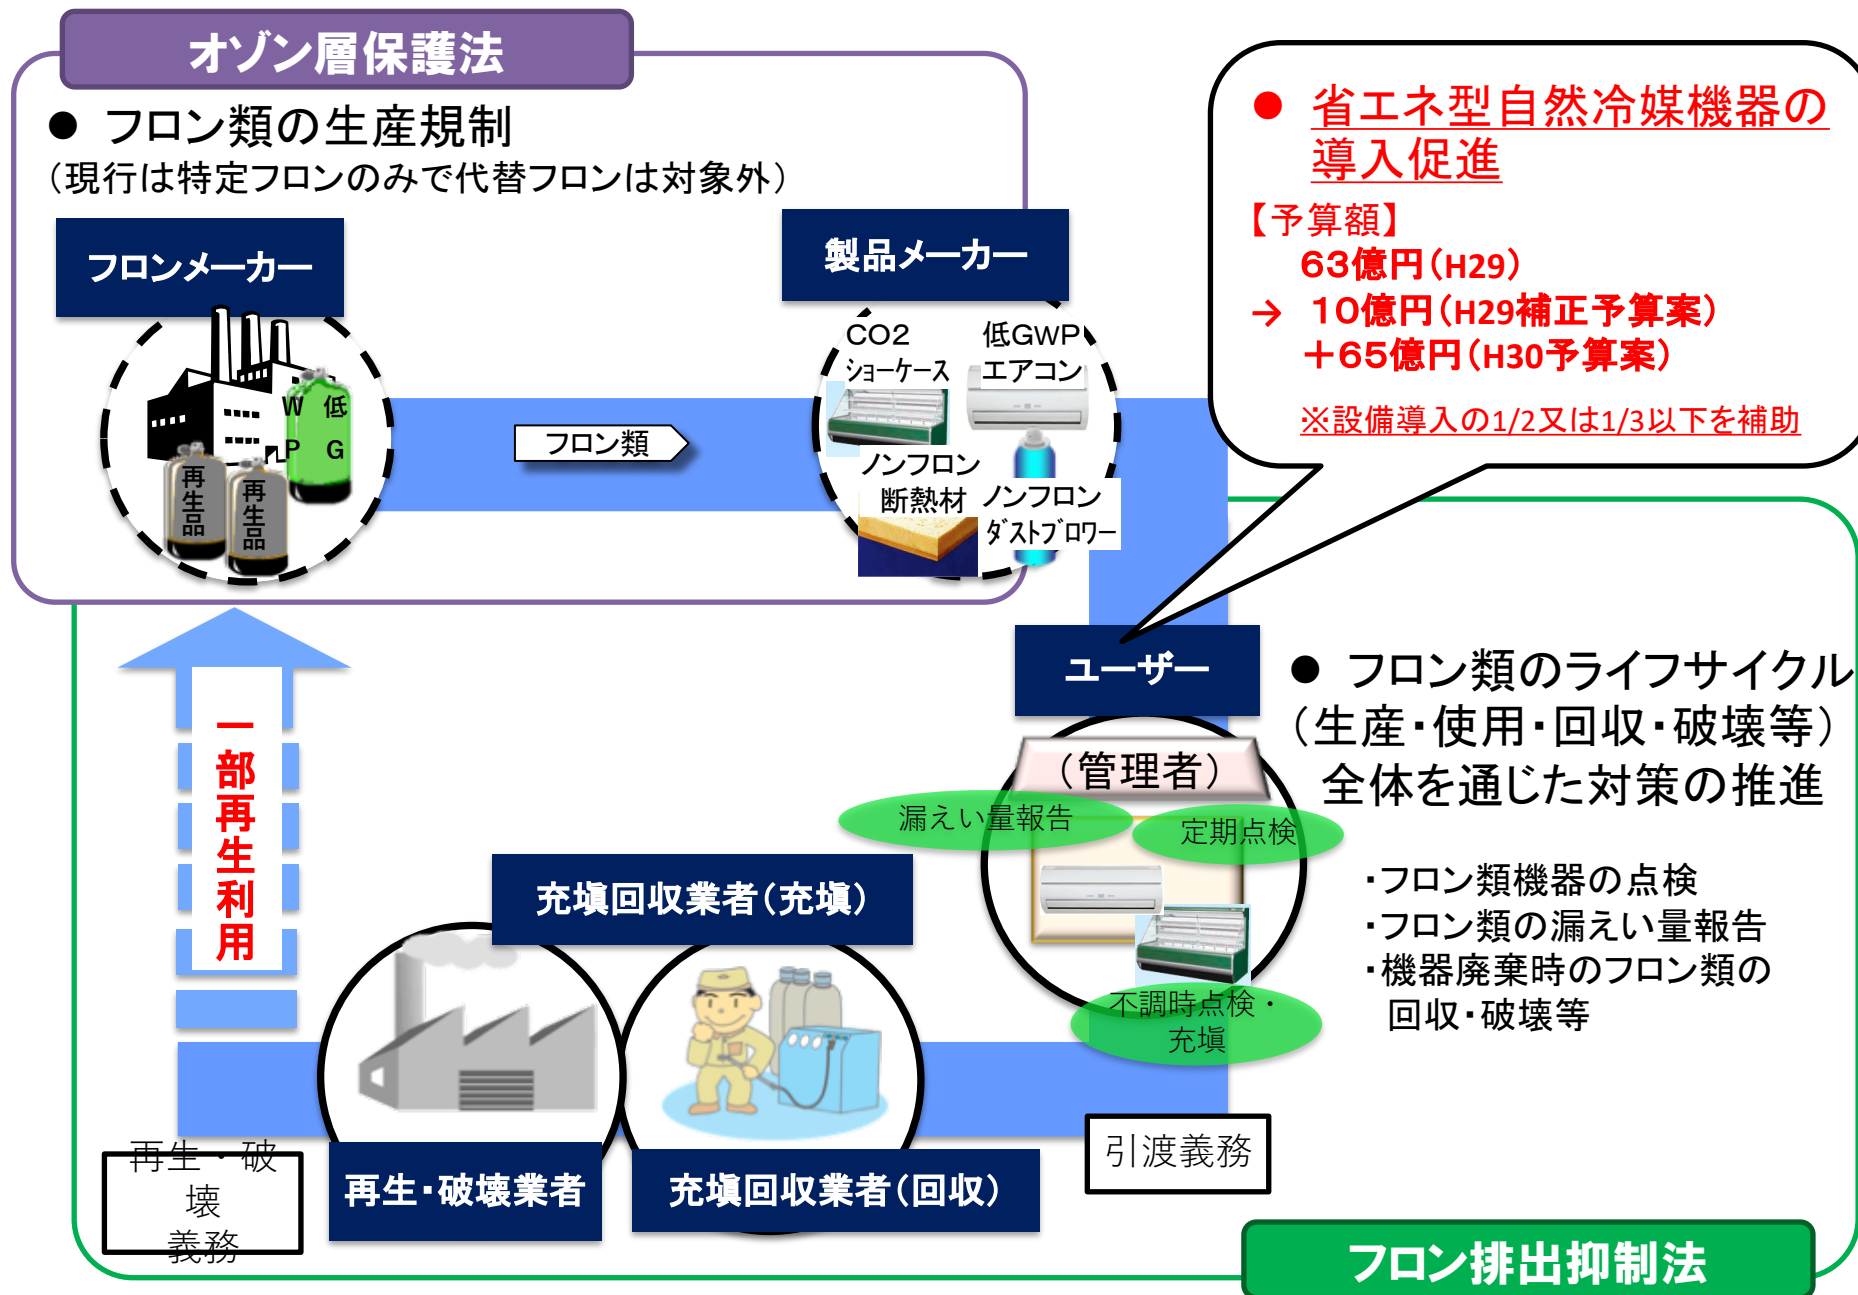 オゾン層保護法
● フロン類の生産規制
（現行は特定フロンのみで代替フロンは対象外）
フロンメーカー
W 低
P G
再生品
再生品
フロン類
製品メーカー
CO2
ショーケース
低GWP
エアコン
ノンフロン
断熱材
ノンフロン
ダストブロワー
● 省エネ型自然冷媒機器の
導入促進
【予算額】
63億円（H29）
→ 10億円（H29補正予算案）
＋65億円（H30予算案）
※設備導入の1/2又は1/3以下を補助
ユーザー
（管理者）
漏えい量報告
定期点検
不調時点検・
充塡
● フロン類のライフサイクル
（生産・使用・回収・破壊等）
全体を通じた対策の推進
・フロン類機器の点検
・フロン類の漏えい量報告
・機器廃棄時のフロン類の
回収・破壊等
一部再生利用
充塡回収業者（充塡）
再生・破壊業者
充塡回収業者（回収）
引渡義務
再生・破
壊
義務
フロン排出抑制法